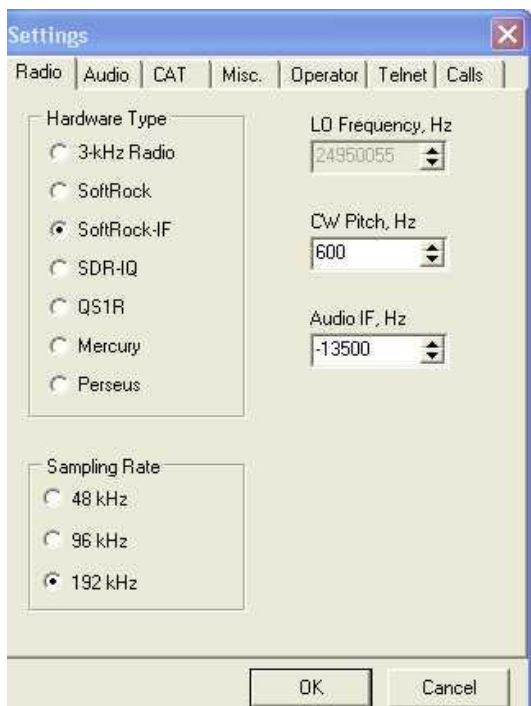 Settings
Radio Audio CAT Misc. Operator Telnet Calls
Hardware Type
3-kHz Radio
SoftRock
SoftRock-IF
SDR-IQ
QS1R
Mercury
Perseus
LO Frequency, Hz
24950055
CW Pitch, Hz
600
Audio IF, Hz
-13500
Sampling Rate
48 kHz
96 kHz
192 kHz
OK Cancel